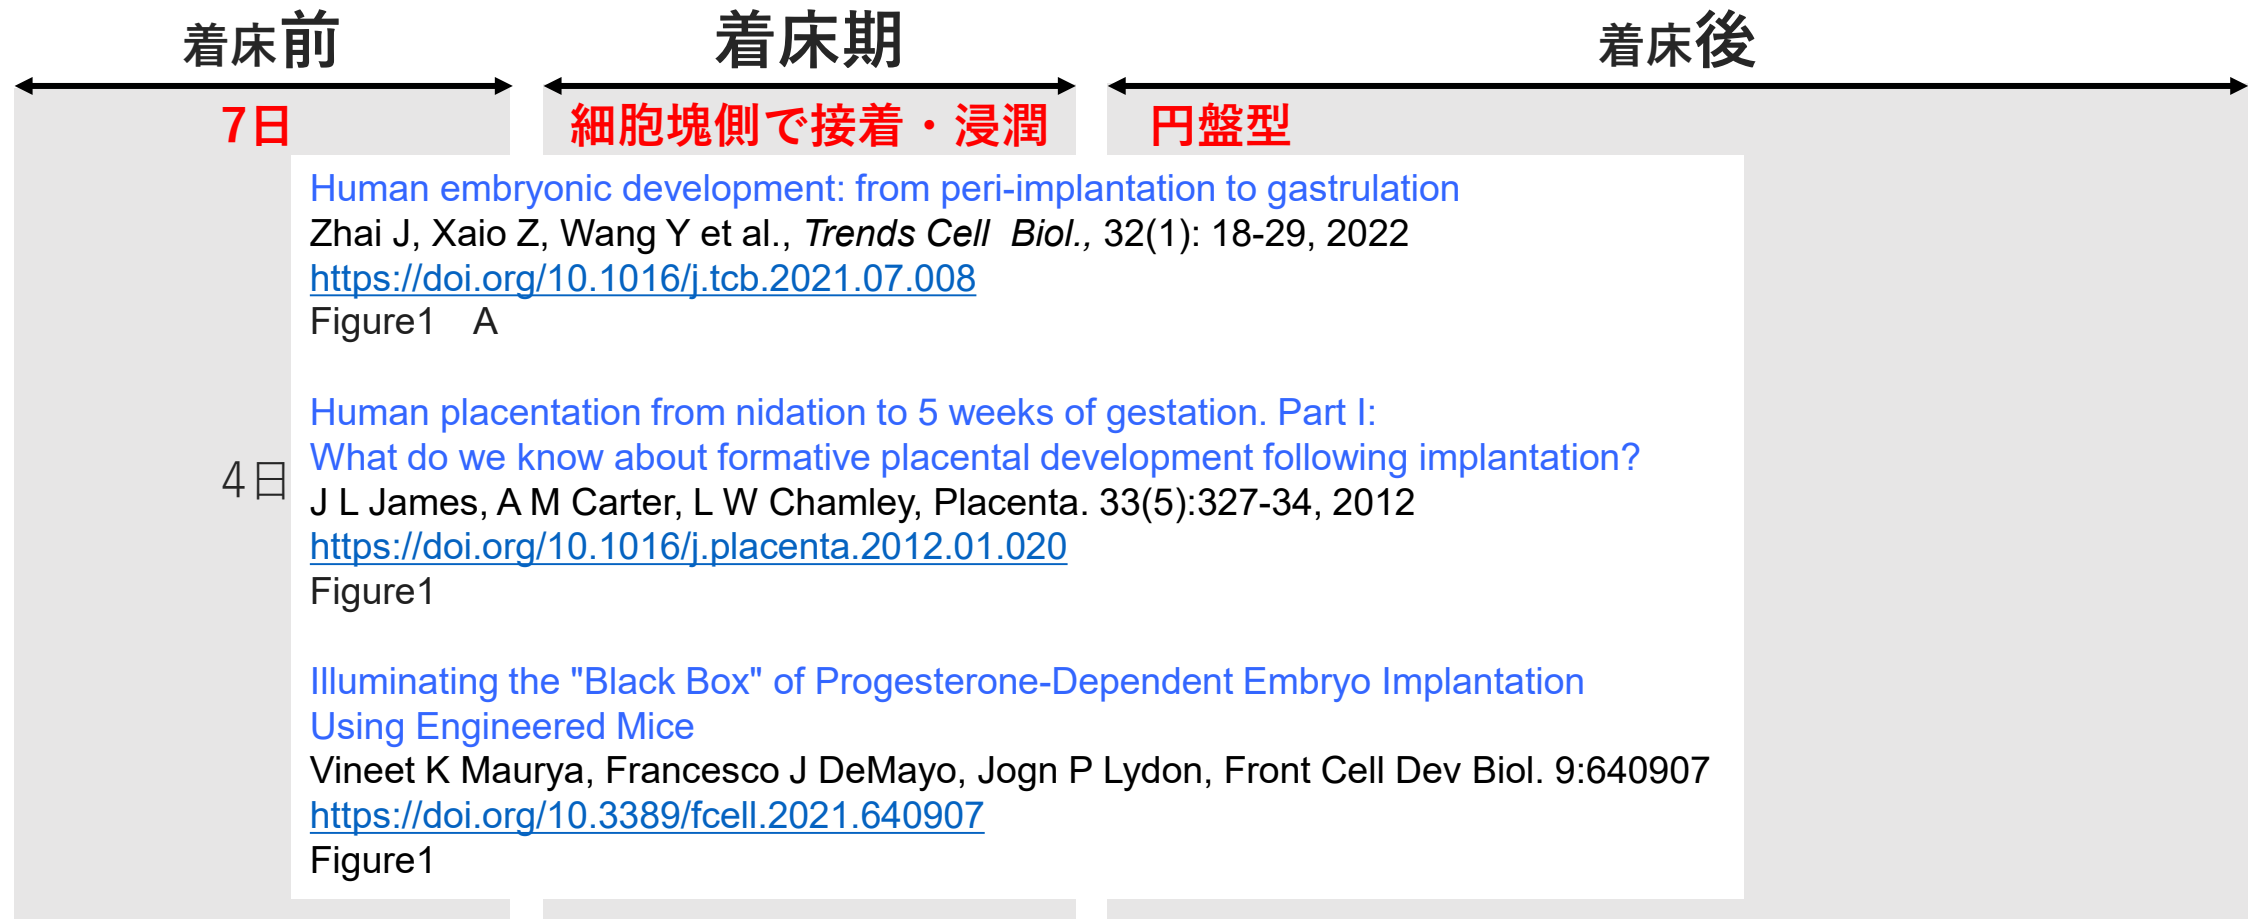 着床前
着床期
着床後
7日
細胞塊側で接着・浸潤
円盤型
Human embryonic development: from peri-implantation to gastrulation
Zhai J, Xaio Z, Wang Y et al., Trends Cell Biol., 32(1): 18-29, 2022
https://doi.org/10.1016/j.tcb.2021.07.008
Figure1　A
Human placentation from nidation to 5 weeks of gestation. Part I:
What do we know about formative placental development following implantation?
4日
J L James, A M Carter, L W Chamley, Placenta. 33(5):327-34, 2012
https://doi.org/10.1016/j.placenta.2012.01.020
Figure1
Illuminating the "Black Box" of Progesterone-Dependent Embryo Implantation
Using Engineered Mice
Vineet K Maurya, Francesco J DeMayo, Jogn P Lydon, Front Cell Dev Biol. 9:640907
https://doi.org/10.3389/fcell.2021.640907
Figure1